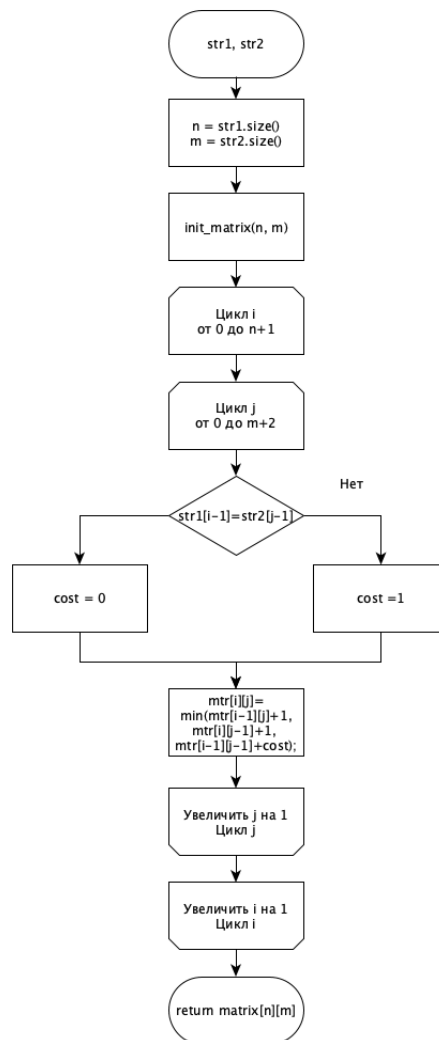 str1, str2
n = str1.size()
m = str2.size()
init_matrix(n, m)
Цикл i
от 0 до n+1
Цикл j
от 0 до m+2
Нет
str1[i-1]=str2[j-1]
cost = 0
cost =1
mtr[i][j]=
min(mtr[i-1][j]+1,
mtr[i][j-1]+1,
mtr[i-1][j-1]+cost);
Увеличить j на 1
Цикл j
Увеличить i на 1
Цикл i
return matrix[n][m]